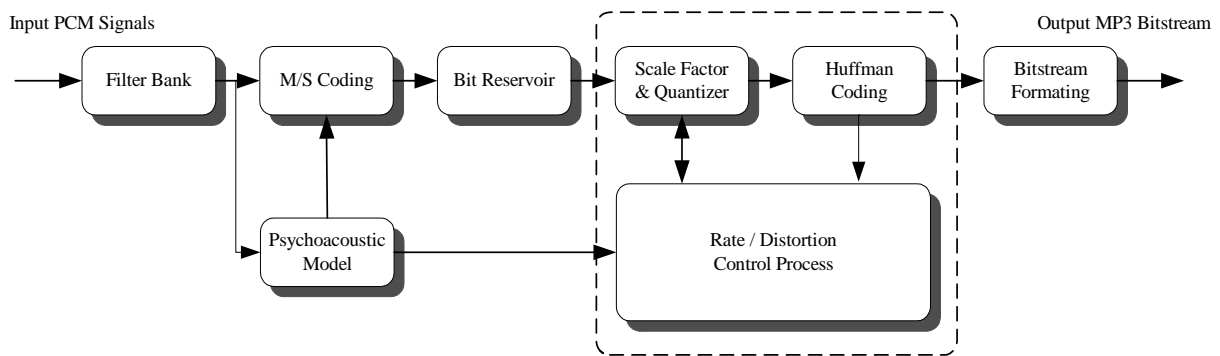 Input PCM Signals
Output MP3 Bitstream
Filter Bank
M/S Coding
Bit Reservoir
Scale Factor
& Quantizer
Huffman
Coding
Bitstream
Formating
Psychoacoustic
Model
Rate / Distortion
Control Process